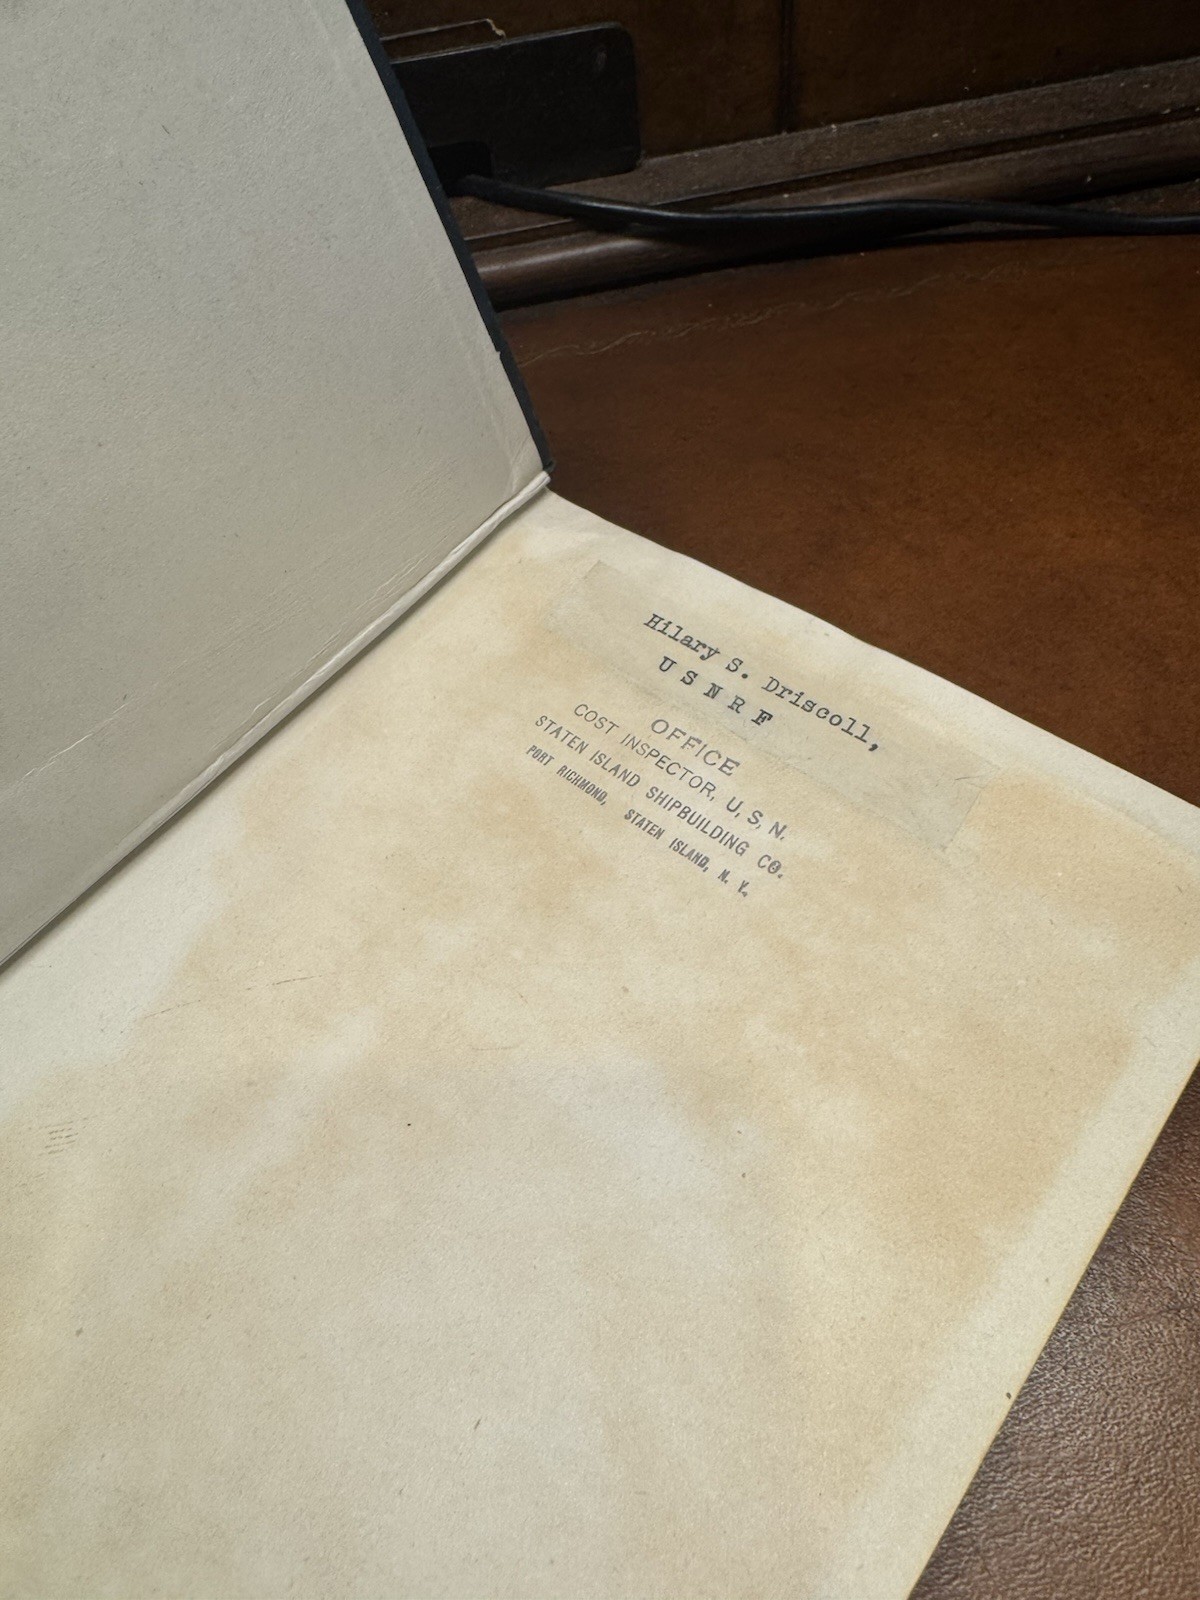 Hilary S. Driscoll,
U S N R F
OFFICE
COST INSPECTOR, U, S, N.
STATEN ISLAND SHIPBUILDING CO.
PORT RICHMOND, STATEN ISLAND, N. Y.